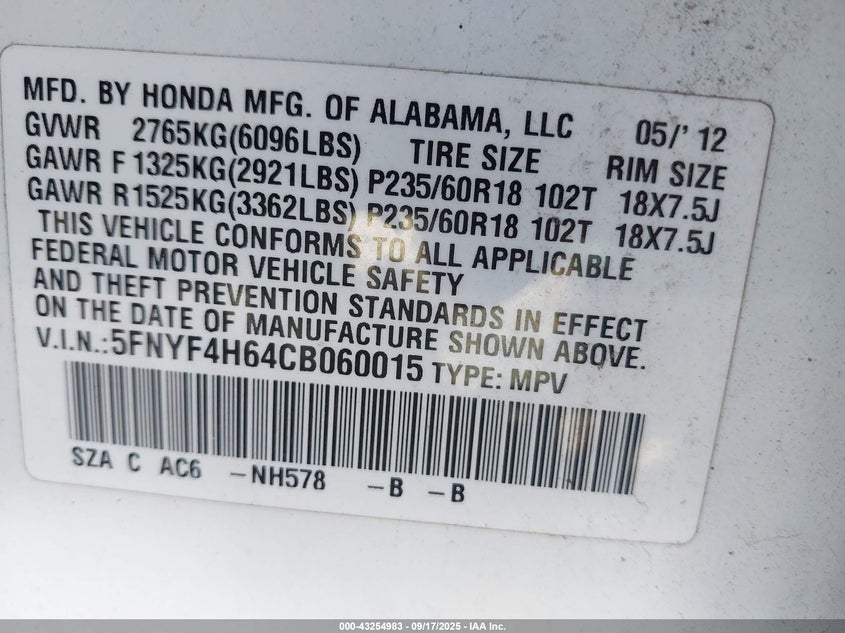 MFD. BY HONDA MFG. OF ALABAMA, LLC 05/' 12
GVWR 2765KG(6096LBS) TIRE SIZE RIM SIZE
GAWR F 1325KG(2921LBS) P235/60R18 102T 18X7.5J
GAWR R1525KG(3362LBS) P235/60R18 102T 18X7.5J
THIS VEHICLE CONFORMS TO ALL APPLICABLE
FEDERAL MOTOR VEHICLE SAFETY
AND THEFT PREVENTION STANDARDS IN EFFECT
ON THE DATE OF MANUFACTURE SHOWN ABOVE.
V.I.N.:5FNYF4H64CB060015 TYPE: MPV
SZA C AC6 -NH578 -B -B
000-43254983 - 09/17/2025 - IAA Inc.